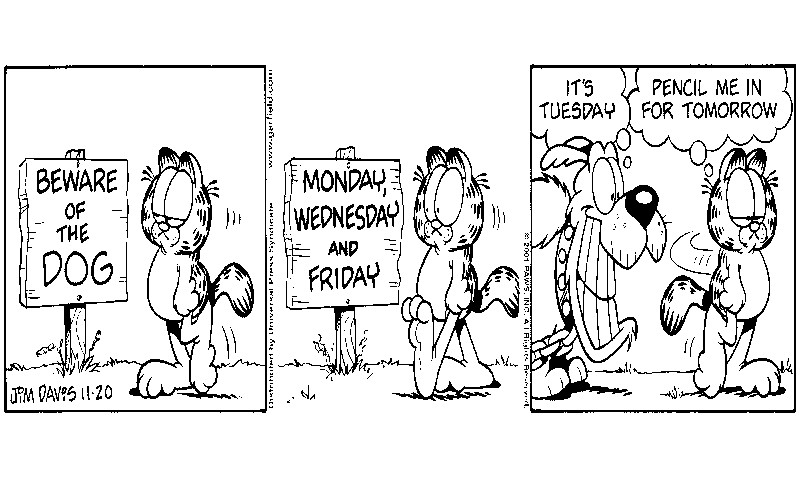 BEWARE
OF
THE
DOG
JIM DAVIS 11·20
www.garfield.com
Distributed by Universal Press Syndicate
MONDAY,
WEDNESDAY
AND
FRIDAY
© 2001 PAWS, INC. All Rights Reserved.
IT'S
TUESDAY
PENCIL ME IN
FOR TOMORROW